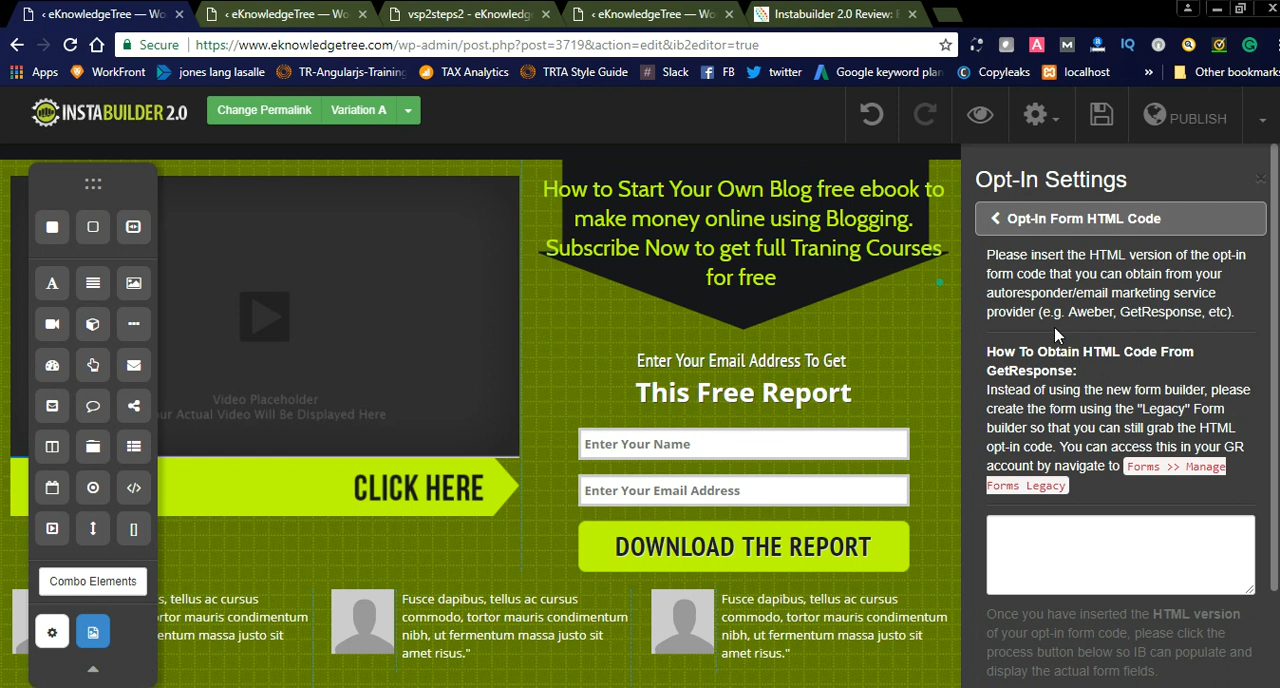 < eKnowledgeTree — Wo
< eKnowledgeTree — Wo
vsp2steps2 - eKnowledg
< eKnowledgeTree — Wo
Instabuilder 2.0 Review:
Secure
https://www.eknowledgetree.com/wp-admin/post.php?post=3719&action=edit&ib2editor=true
IQ
Apps
WorkFront
jones lang lasalle
TR-Angularjs-Training
TAX Analytics
TRTA Style Guide
Slack
FB
twitter
Google keyword plan
Copyleaks
localhost
»
Other bookmarks
INSTABUILDER 2.0
Change Permalink
Variation A
PUBLISH
How to Start Your Own Blog free ebook to
make money online using Blogging.
Subscribe Now to get full Traning Courses
for free
Video Placeholder
ur Actual Video Will Be Displayed Here
CLICK HERE
Enter Your Email Address To Get
This Free Report
Enter Your Name
Enter Your Email Address
DOWNLOAD THE REPORT
Combo Elements
s, tellus ac cursus
ortor mauris condimentum
entum massa justo sit
Fusce dapibus, tellus ac cursus
commodo, tortor mauris condimentum
nibh, ut fermentum massa justo sit
amet risus."
Fusce dapibus, tellus ac cursus
commodo, tortor mauris condimentum
nibh, ut fermentum massa justo sit
amet risus."
Opt-In Settings
Opt-In Form HTML Code
Please insert the HTML version of the opt-in
form code that you can obtain from your
autoresponder/email marketing service
provider (e.g. Aweber, GetResponse, etc).
How To Obtain HTML Code From
GetResponse:
Instead of using the new form builder, please
create the form using the "Legacy" Form
builder so that you can still grab the HTML
opt-in code. You can access this in your GR
account by navigate to Forms >> Manage
Forms Legacy
Once you have inserted the HTML version
of your opt-in form code, please click the
process button below so IB can populate and
display the actual form fields.